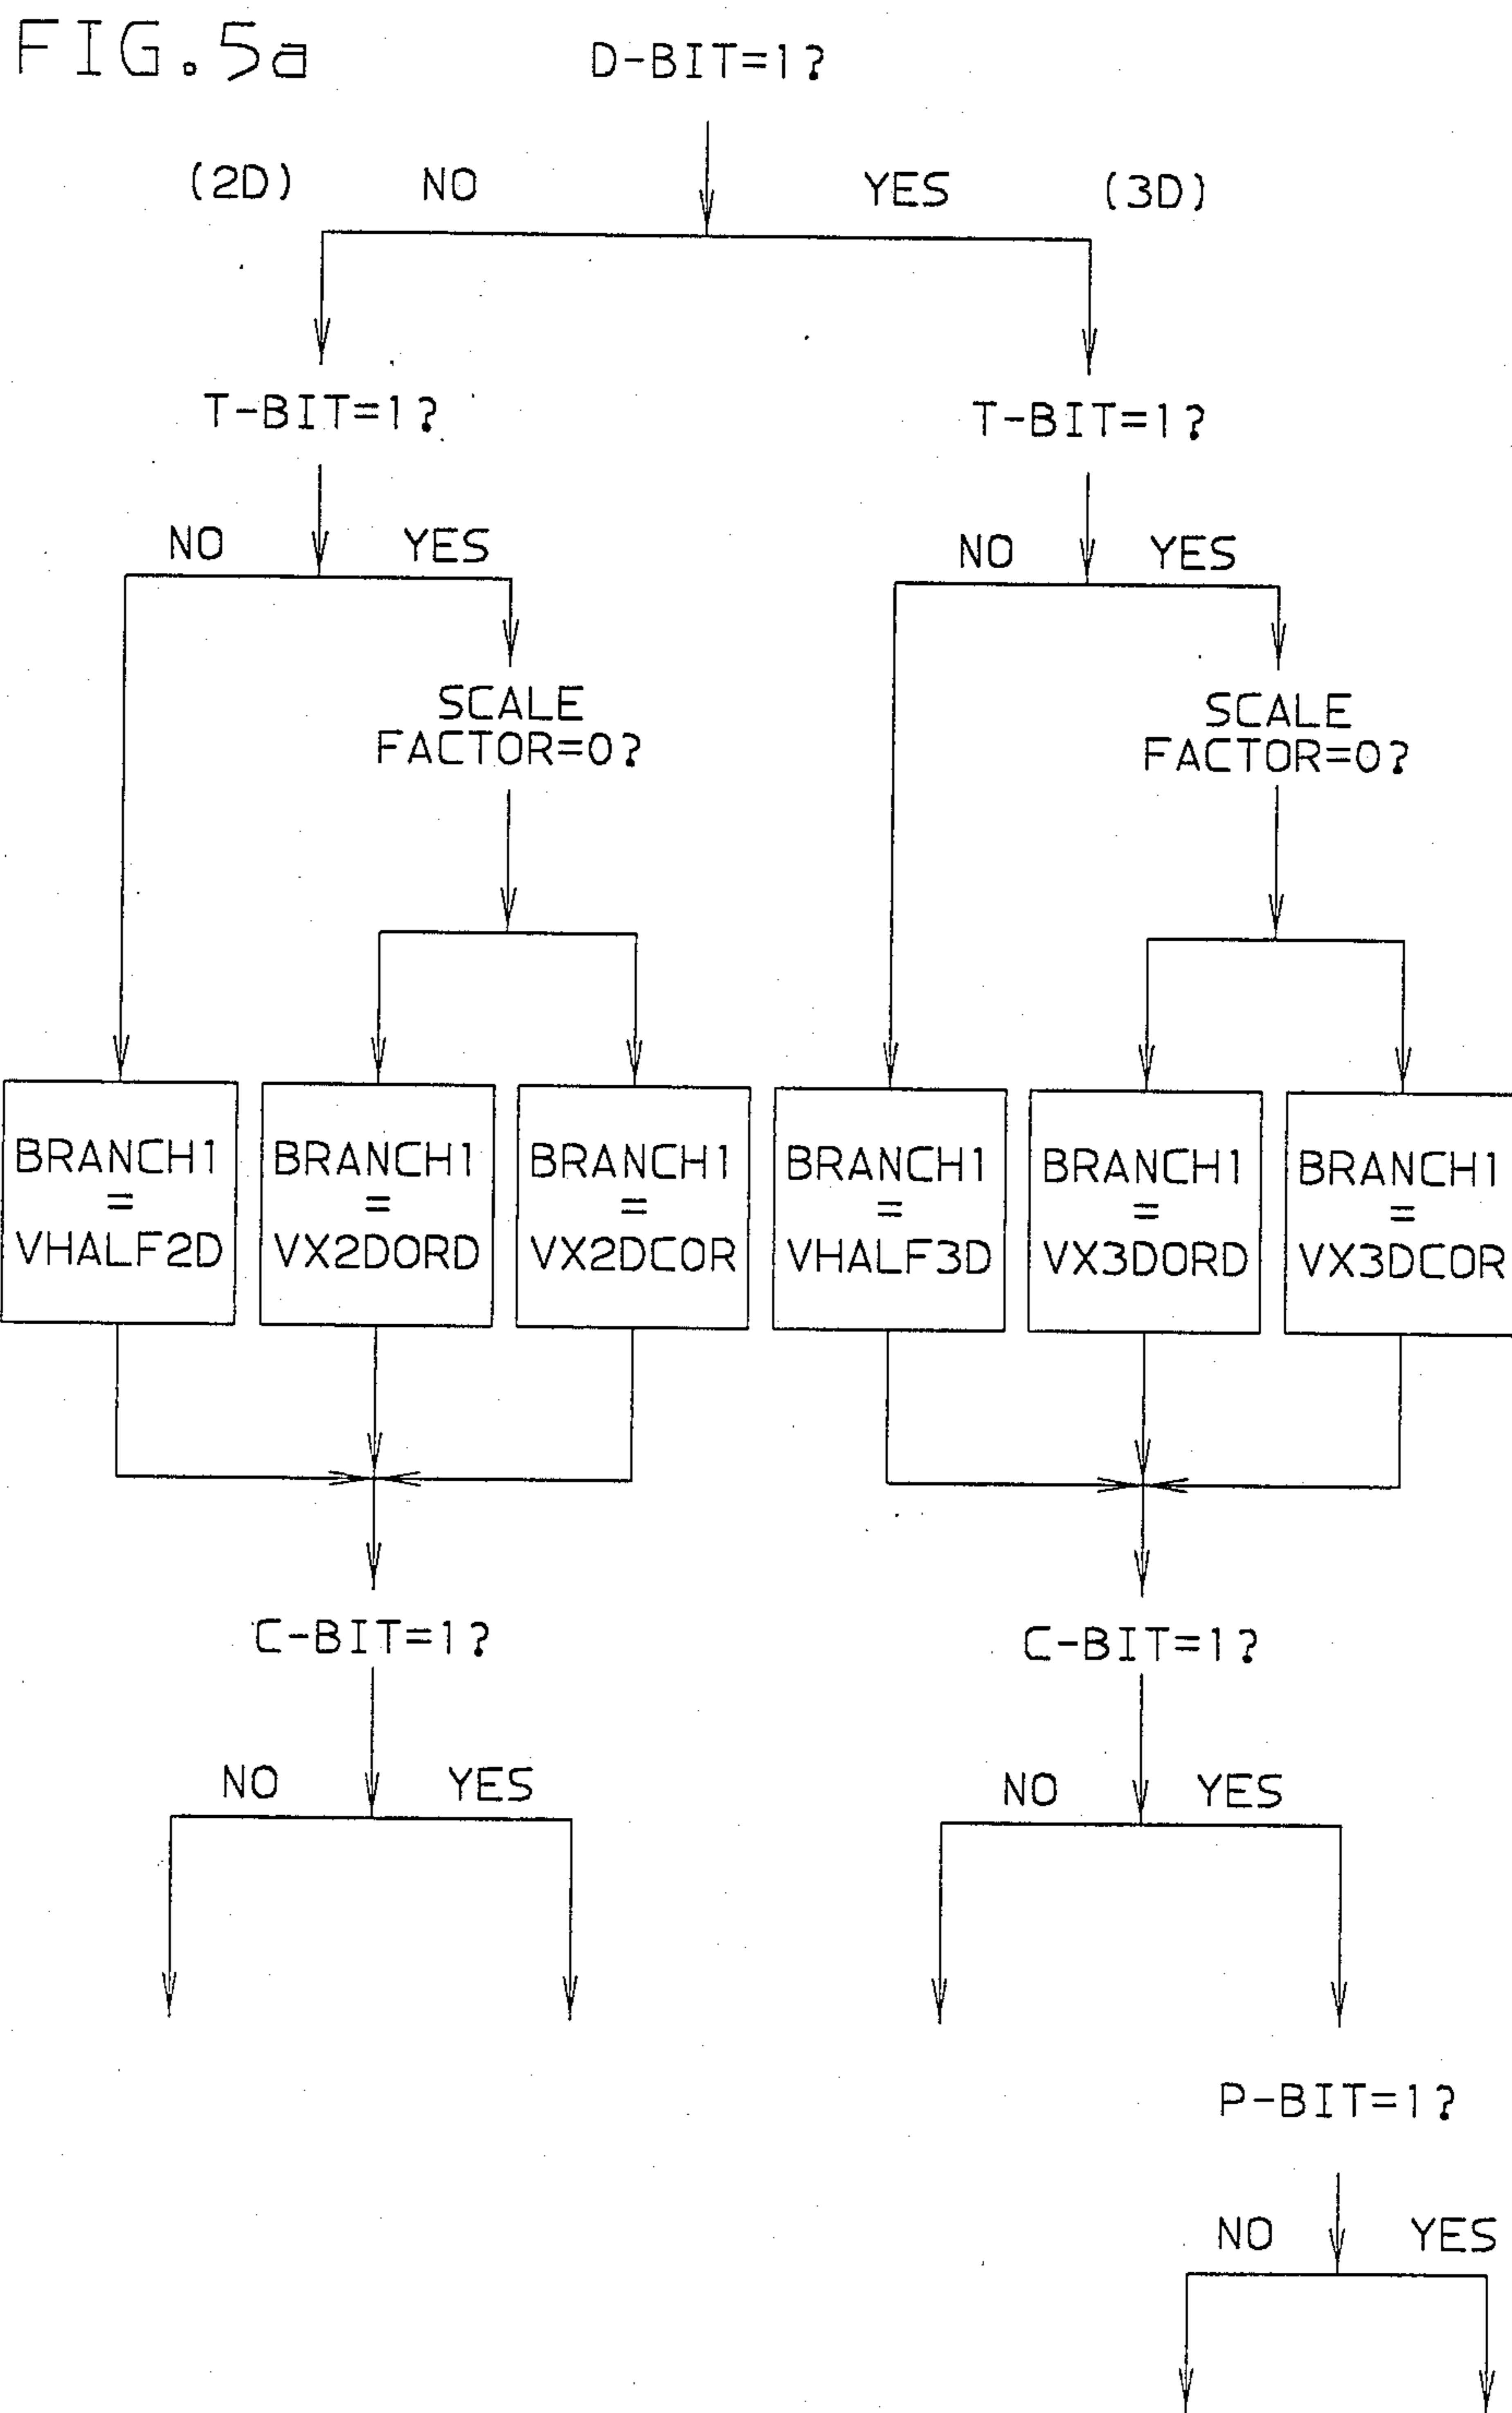 FIG.5a
D-BIT=1?
(2D) NO YES (3D)
T-BIT=1? T-BIT=1?
NO YES NO YES
SCALE
FACTOR=0?
SCALE
FACTOR=0?
BRANCH1
=
VHALF2D
BRANCH1
=
VX2DORD
BRANCH1
=
VX2DCOR
BRANCH1
=
VHALF3D
BRANCH1
=
VX3DORD
BRANCH1
=
VX3DCOR
C-BIT=1? C-BIT=1?
NO YES NO YES
P-BIT=1?
NO YES